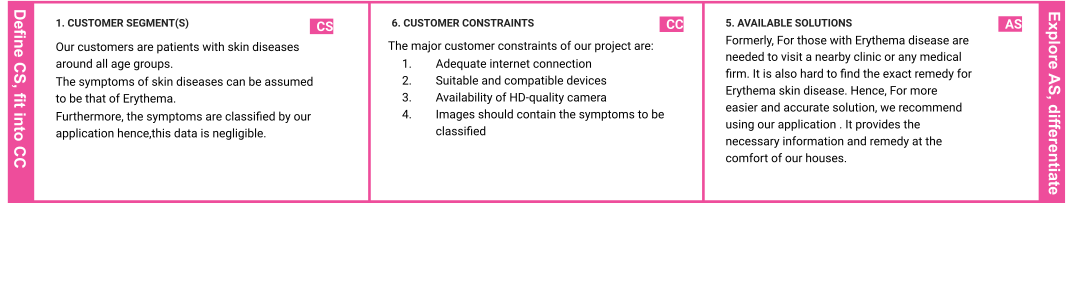 Define CS, fit into CC
1. CUSTOMER SEGMENT(S)
CS
Our customers are patients with skin diseases
around all age groups.
The symptoms of skin diseases can be assumed
to be that of Erythema.
Furthermore, the symptoms are classified by our
application hence,this data is negligible.
6. CUSTOMER CONSTRAINTS
CC
The major customer constraints of our project are:
1. Adequate internet connection
2. Suitable and compatible devices
3. Availability of HD-quality camera
4. Images should contain the symptoms to be
classified
5. AVAILABLE SOLUTIONS
AS
Formerly, For those with Erythema disease are
needed to visit a nearby clinic or any medical
firm. It is also hard to find the exact remedy for
Erythema skin disease. Hence, For more
easier and accurate solution, we recommend
using our application . It provides the
necessary information and remedy at the
comfort of our houses.
Explore AS, differentiate